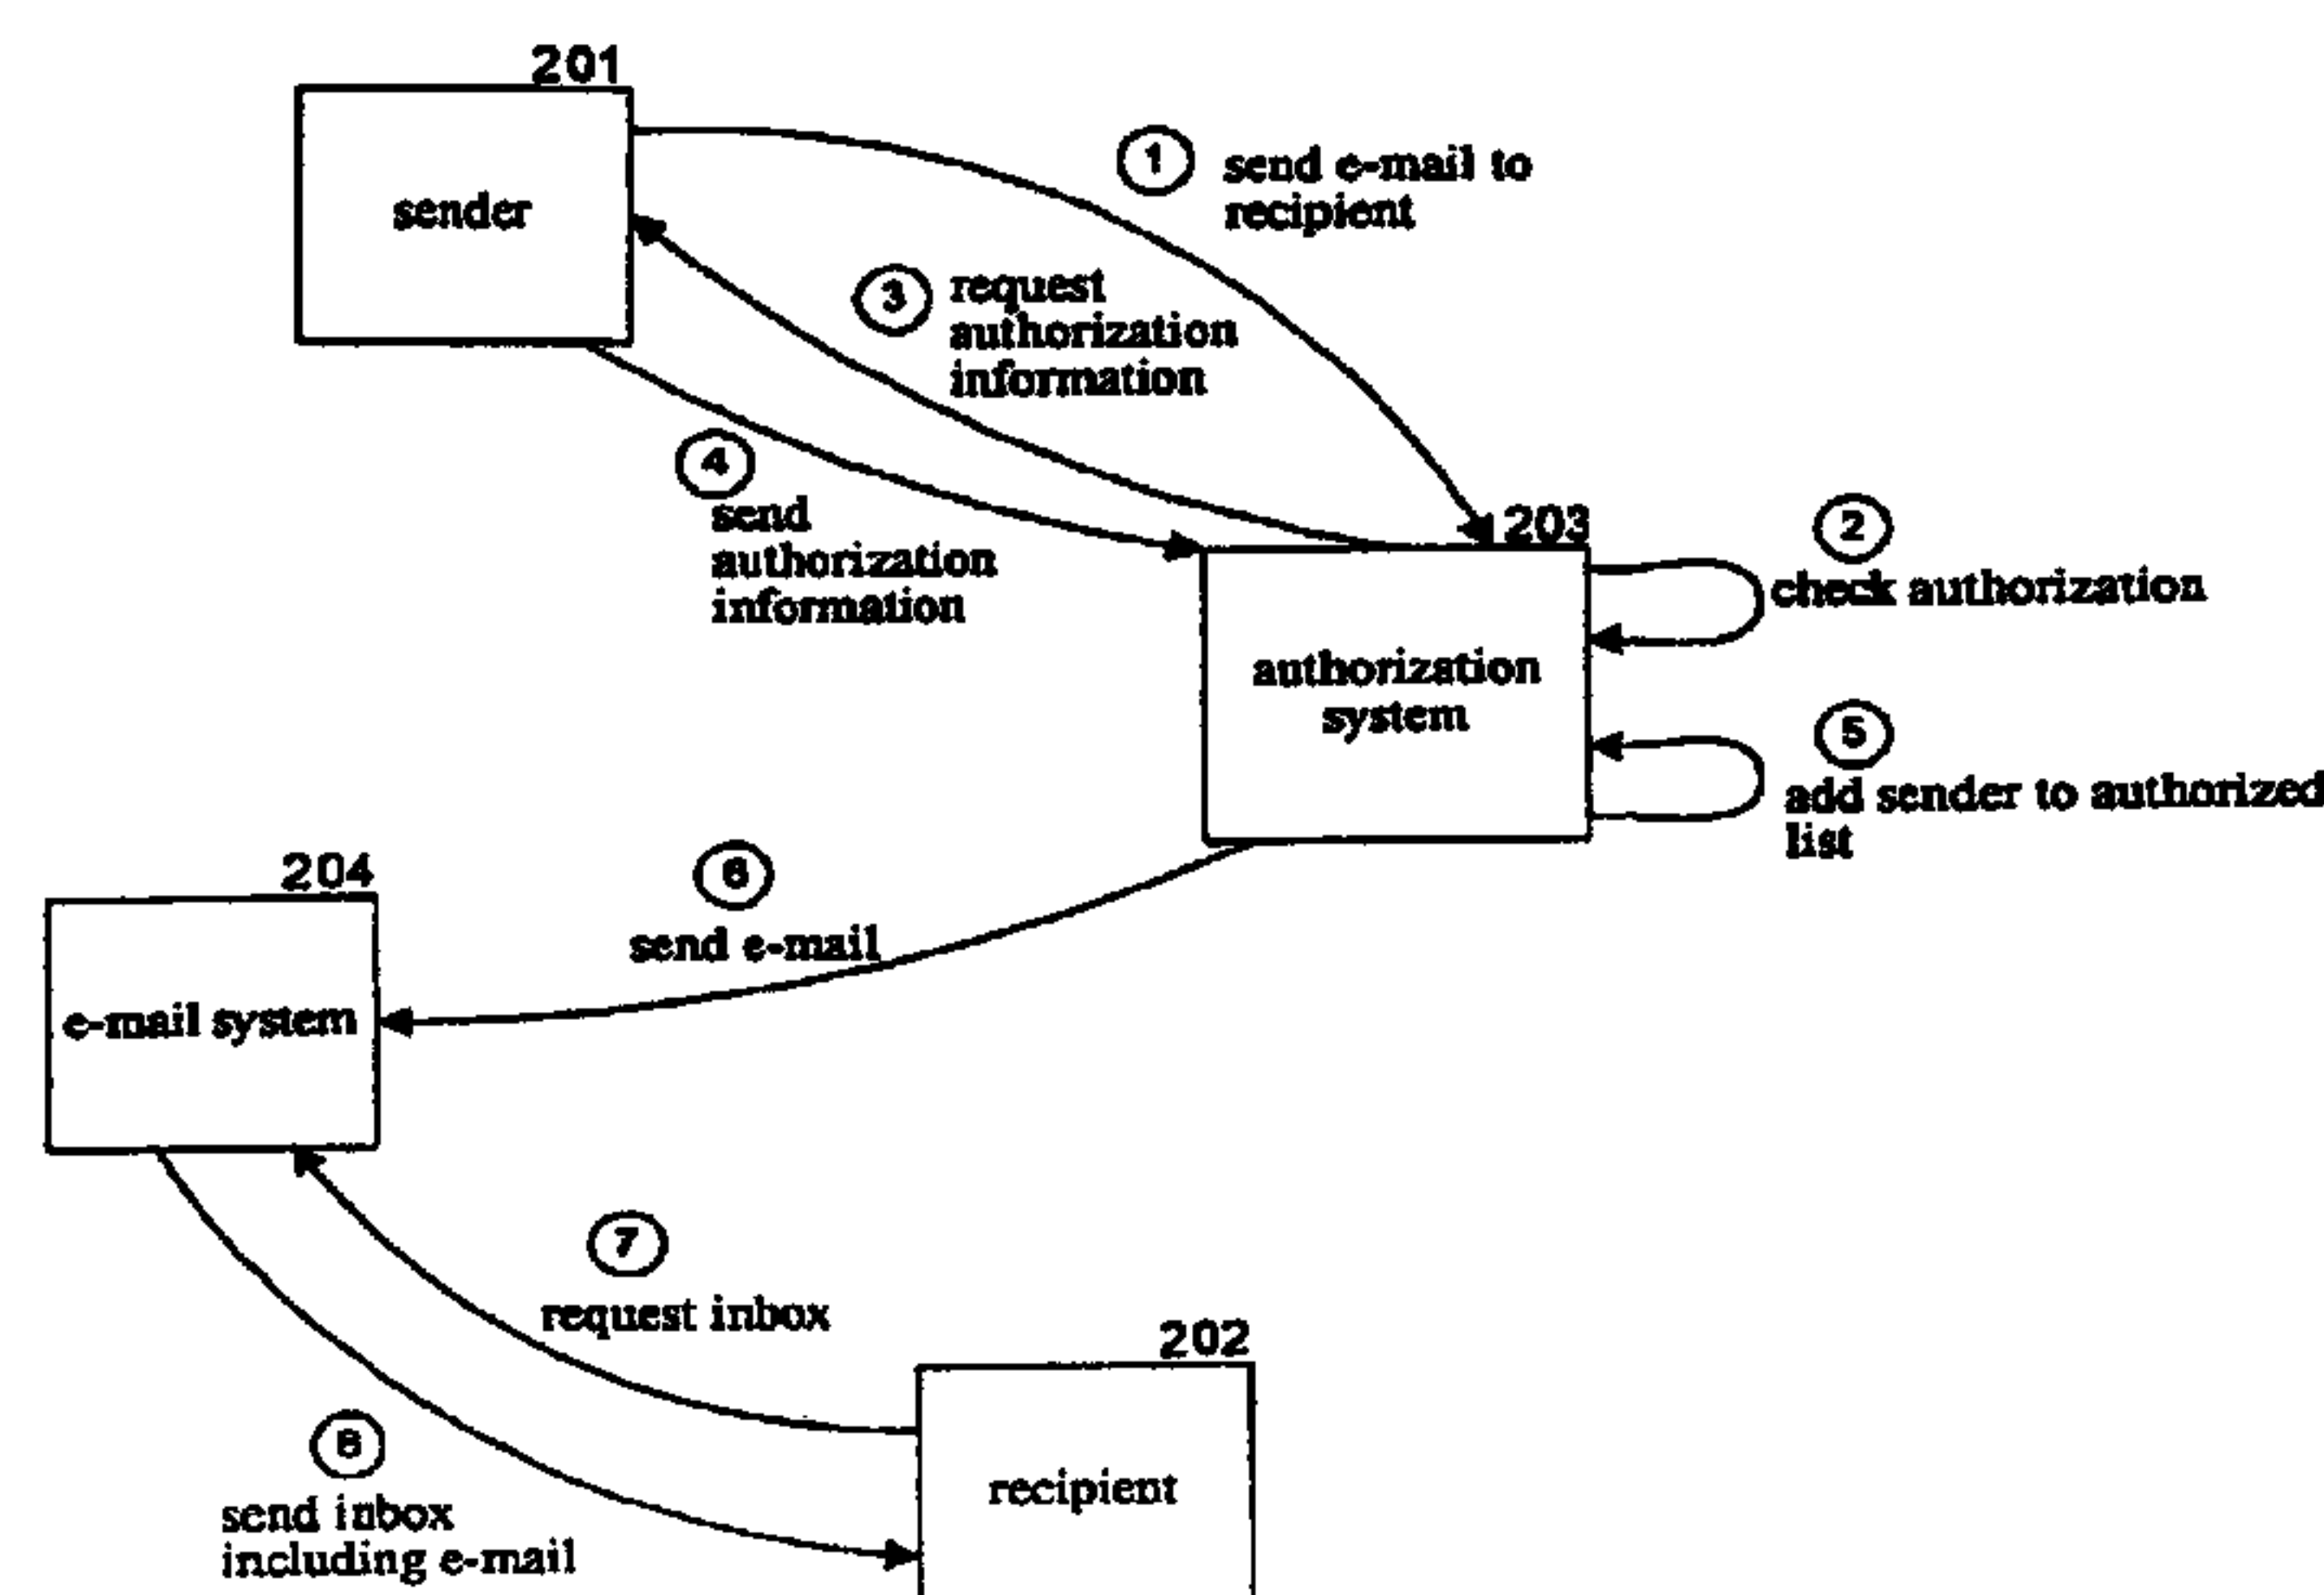 201
sender
1
send e-mail to
recipient
3
request
authorization
information
4
send
authorization
information
203
authorization
system
2
check authorization
5
add sender to authorized
list
6
send e-mail
204
e-mail system
7
request inbox
8
send inbox
including e-mail
202
recipient